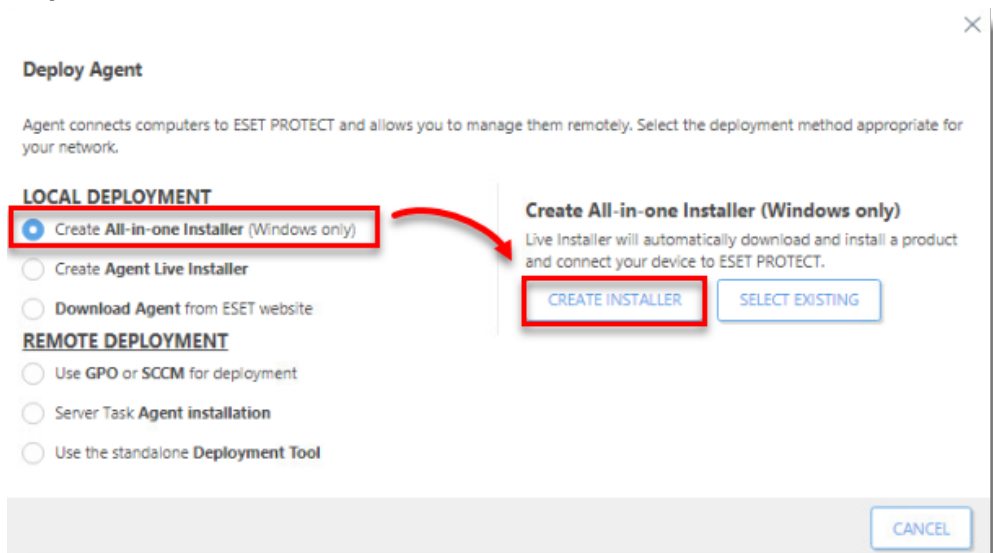 Deploy Agent
Agent connects computers to ESET PROTECT and allows you to manage them remotely. Select the deployment method appropriate for
your network.
LOCAL DEPLOYMENT
Create All-in-one Installer (Windows only)
Create Agent Live Installer
Download Agent from ESET website
REMOTE DEPLOYMENT
Use GPO or SCCM for deployment
Server Task Agent installation
Use the standalone Deployment Tool
Create All-in-one Installer (Windows only)
Live Installer will automatically download and install a product
and connect your device to ESET PROTECT.
CREATE INSTALLER
SELECT EXISTING
CANCEL